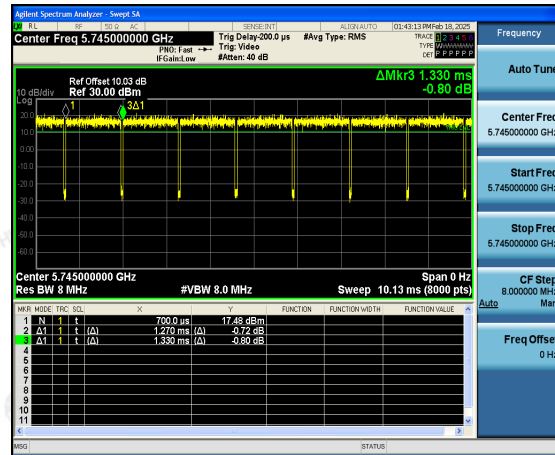 Agilent Spectrum Analyzer - Swept SA
RL RF 50 Ω AC SENSE:INT ALIGN AUTO 01:43:13 PM Feb 18, 2025
Center Freq 5.745000000 GHz
PNO: Fast
IFGain:Low
Trig Delay-200.0 µs
Trig: Video
#Atten: 40 dB
#Avg Type: RMS
TRACE 1 2 3 4 5 6
TYPE
DET P P P P P P
Ref Offset 10.03 dB
Ref 30.00 dBm
10 dB/div
Log
ΔMkr3 1.330 ms
-0.80 dB
1
3Δ1
20.0
10.0
0.00
-10.0
-20.0
-30.0
-40.0
-50.0
-60.0
Center 5.745000000 GHz
Span 0 Hz
Res BW 8 MHz
#VBW 8.0 MHz
Sweep 10.13 ms (8000 pts)
MKR MODE TRC SCL X Y FUNCTION FUNCTION WIDTH FUNCTION VALUE
1 N 1 t 700.0 µs 17.48 dBm
2 Δ1 1 t (Δ) 1.270 ms (Δ) -0.72 dB
3 Δ1 1 t (Δ) 1.330 ms (Δ) -0.80 dB
4
5
6
7
8
9
10
11
MSG
STATUS
Frequency
Auto Tune
Center Freq
5.745000000 GHz
Start Freq
5.745000000 GHz
Stop Freq
5.745000000 GHz
CF Step
8.000000 MHz
Auto Man
Freq Offset
0 Hz